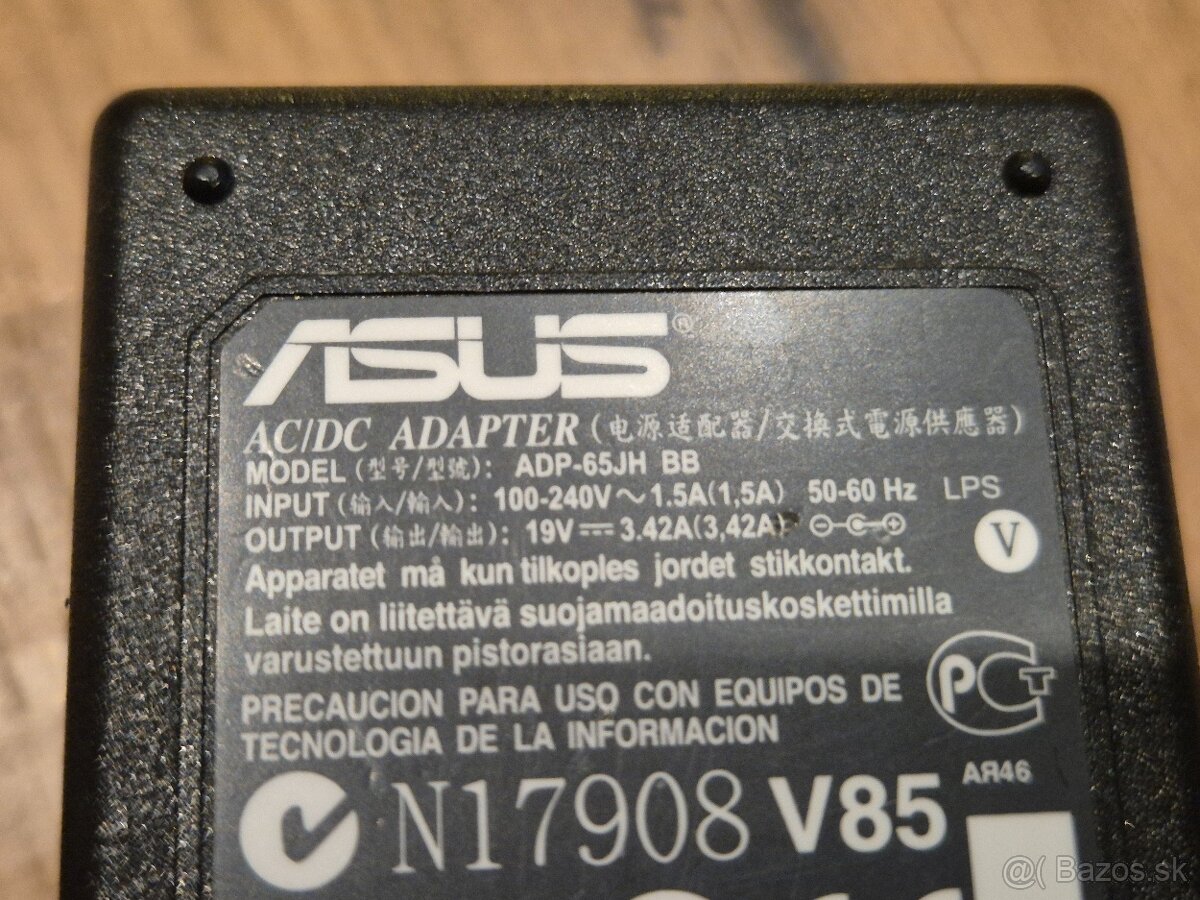 ASUS®
AC/DC ADAPTER (电源适配器/交換式電源供應器)
MODEL (型号/型號): ADP-65JH BB
INPUT (输入/輸入): 100-240V~1.5A(1,5A) 50-60 Hz LPS
OUTPUT (输出/輸出): 19V⎓3.42A(3,42A)
V
Apparatet må kun tilkoples jordet stikkontakt.
Laite on liitettävä suojamaadoituskoskettimilla
varustettuun pistorasiaan.
PRECAUCION PARA USO CON EQUIPOS DE
TECNOLOGIA DE LA INFORMACION
PCT
АЯ46
N17908 V85
@( Bazos.sk